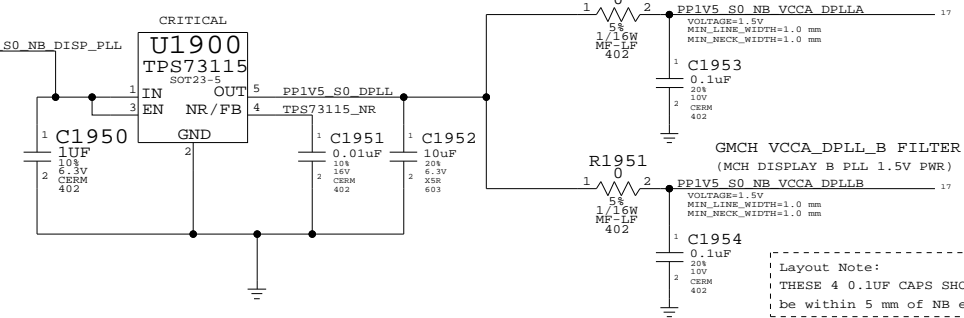 CRITICAL
U1900
TPS73115
SOT23-5
S0_NB_DISP_PLL
1 IN OUT 5 PP1V5_S0_DPLL
3 EN NR/FB 4 TPS73115_NR
GND
2
1 C1950
1UF
10%
6.3V
2 CERM
402
1 C1951
0.01uF
10%
16V
2 CERM
402
1 C1952
10uF
20%
6.3V
2 X5R
603
0
1 2 PP1V5_S0_NB_VCCA_DPLLA 17
5%
1/16W
MF-LF
402
VOLTAGE=1.5V
MIN_LINE_WIDTH=1.0 mm
MIN_NECK_WIDTH=1.0 mm
1 C1953
0.1uF
20%
10V
2 CERM
402
GMCH VCCA_DPLL_B FILTER
(MCH DISPLAY B PLL 1.5V PWR)
R1951
0
1 2 PP1V5_S0_NB_VCCA_DPLLB 17
5%
1/16W
MF-LF
402
VOLTAGE=1.5V
MIN_LINE_WIDTH=1.0 mm
MIN_NECK_WIDTH=1.0 mm
1 C1954
0.1uF
20%
10V
2 CERM
402
Layout Note:
THESE 4 0.1UF CAPS SHO
be within 5 mm of NB e